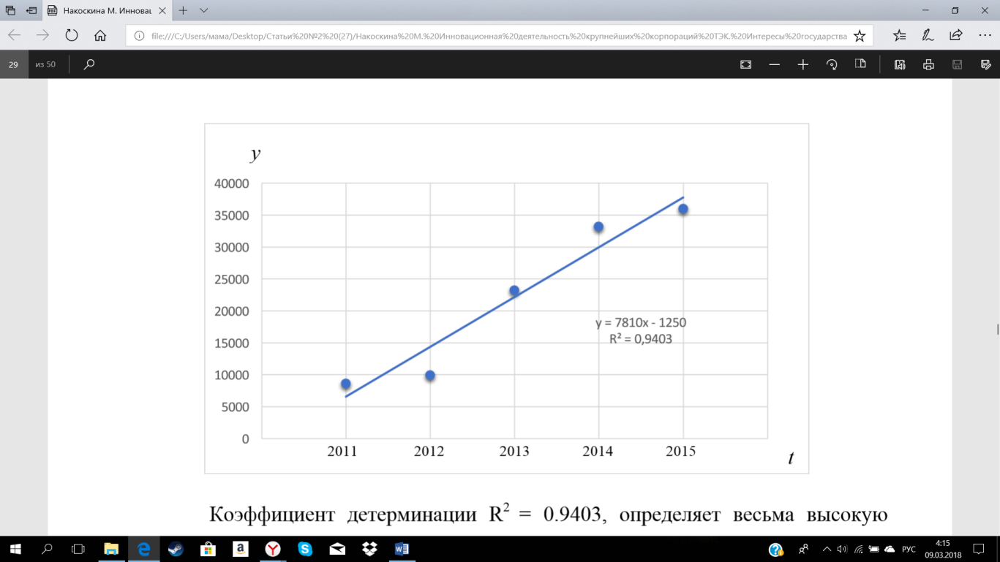 Накоскина М. Инновац
file:///C:/Users/мама/Desktop/Статьи%20№2%20(27)/Накоскина%20М.%20Инновационная%20деятельность%20крупнейших%20корпораций%20ТЭК.%20Интересы%20государства
29 из 50
y
40000
35000
30000
25000
20000
15000
10000
5000
0
y = 7810x - 1250
R² = 0,9403
2011 2012 2013 2014 2015
t
Коэффициент детерминации R² = 0.9403, определяет весьма высокую
РУС
4:15
09.03.2018